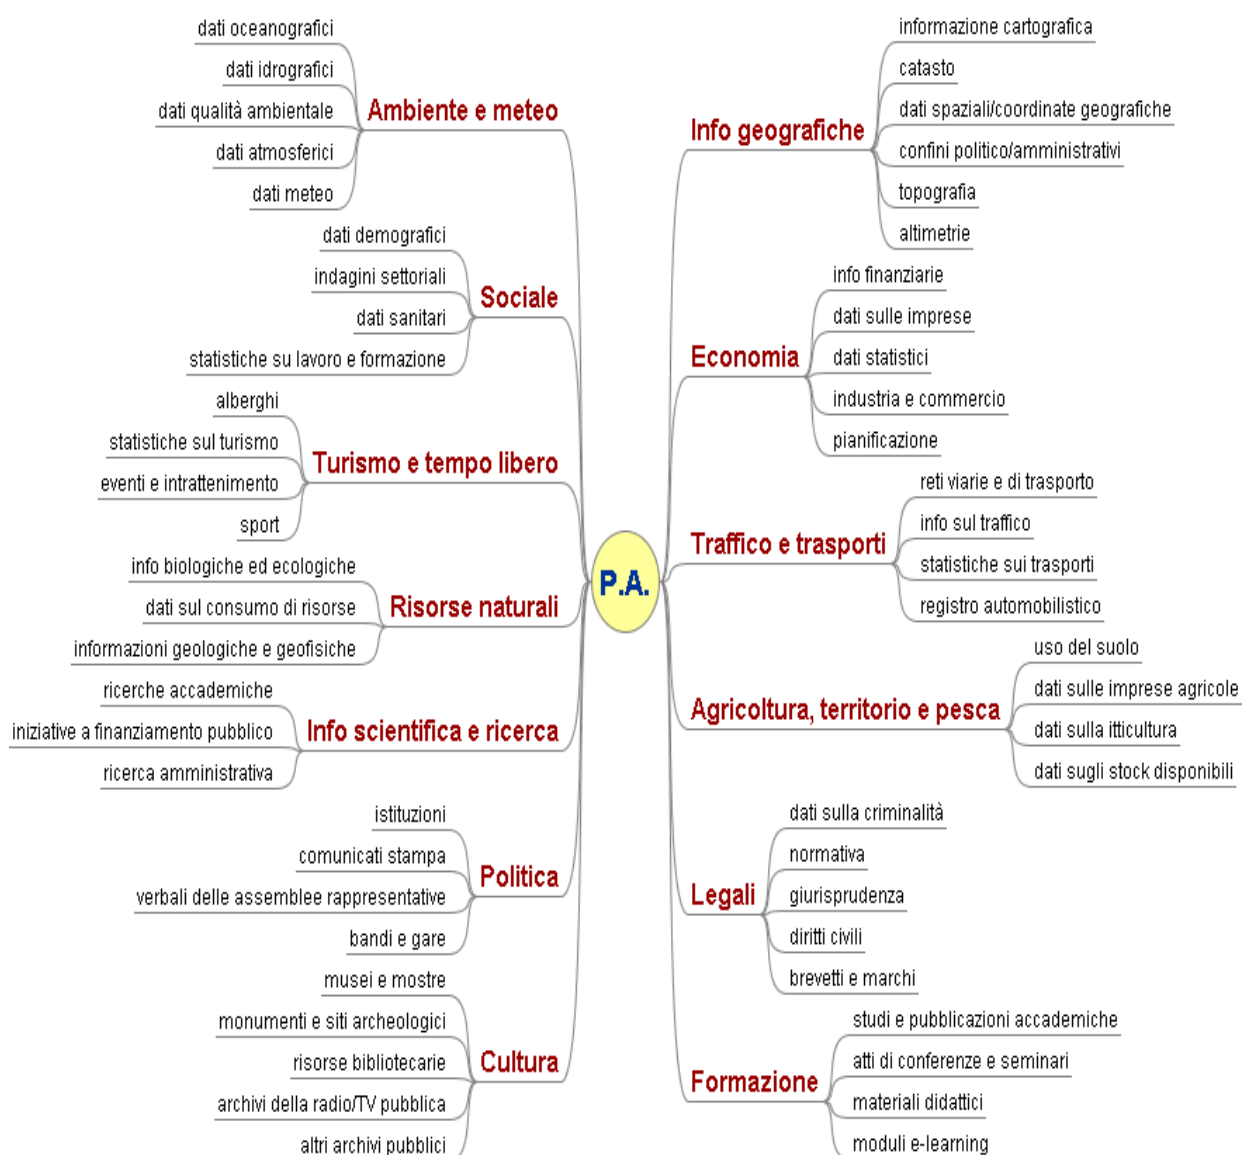 Ambiente e meteo
dati oceanografici
dati idrografici
dati qualità ambientale
dati atmosferici
dati meteo
Sociale
dati demografici
indagini settoriali
dati sanitari
statistiche su lavoro e formazione
Turismo e tempo libero
alberghi
statistiche sul turismo
eventi e intrattenimento
sport
Risorse naturali
info biologiche ed ecologiche
dati sul consumo di risorse
informazioni geologiche e geofisiche
Info scientifica e ricerca
ricerche accademiche
iniziative a finanziamento pubblico
ricerca amministrativa
Politica
istituzioni
comunicati stampa
verbali delle assemblee rappresentative
bandi e gare
Cultura
musei e mostre
monumenti e siti archeologici
risorse bibliotecarie
archivi della radio/TV pubblica
altri archivi pubblici
P.A.
Info geografiche
informazione cartografica
catasto
dati spaziali/coordinate geografiche
confini politico/amministrativi
topografia
altimetrie
Economia
info finanziarie
dati sulle imprese
dati statistici
industria e commercio
pianificazione
Traffico e trasporti
reti viarie e di trasporto
info sul traffico
statistiche sui trasporti
registro automobilistico
Agricoltura, territorio e pesca
uso del suolo
dati sulle imprese agricole
dati sulla itticultura
dati sugli stock disponibili
Legali
dati sulla criminalità
normativa
giurisprudenza
diritti civili
brevetti e marchi
Formazione
studi e pubblicazioni accademiche
atti di conferenze e seminari
materiali didattici
moduli e-learning